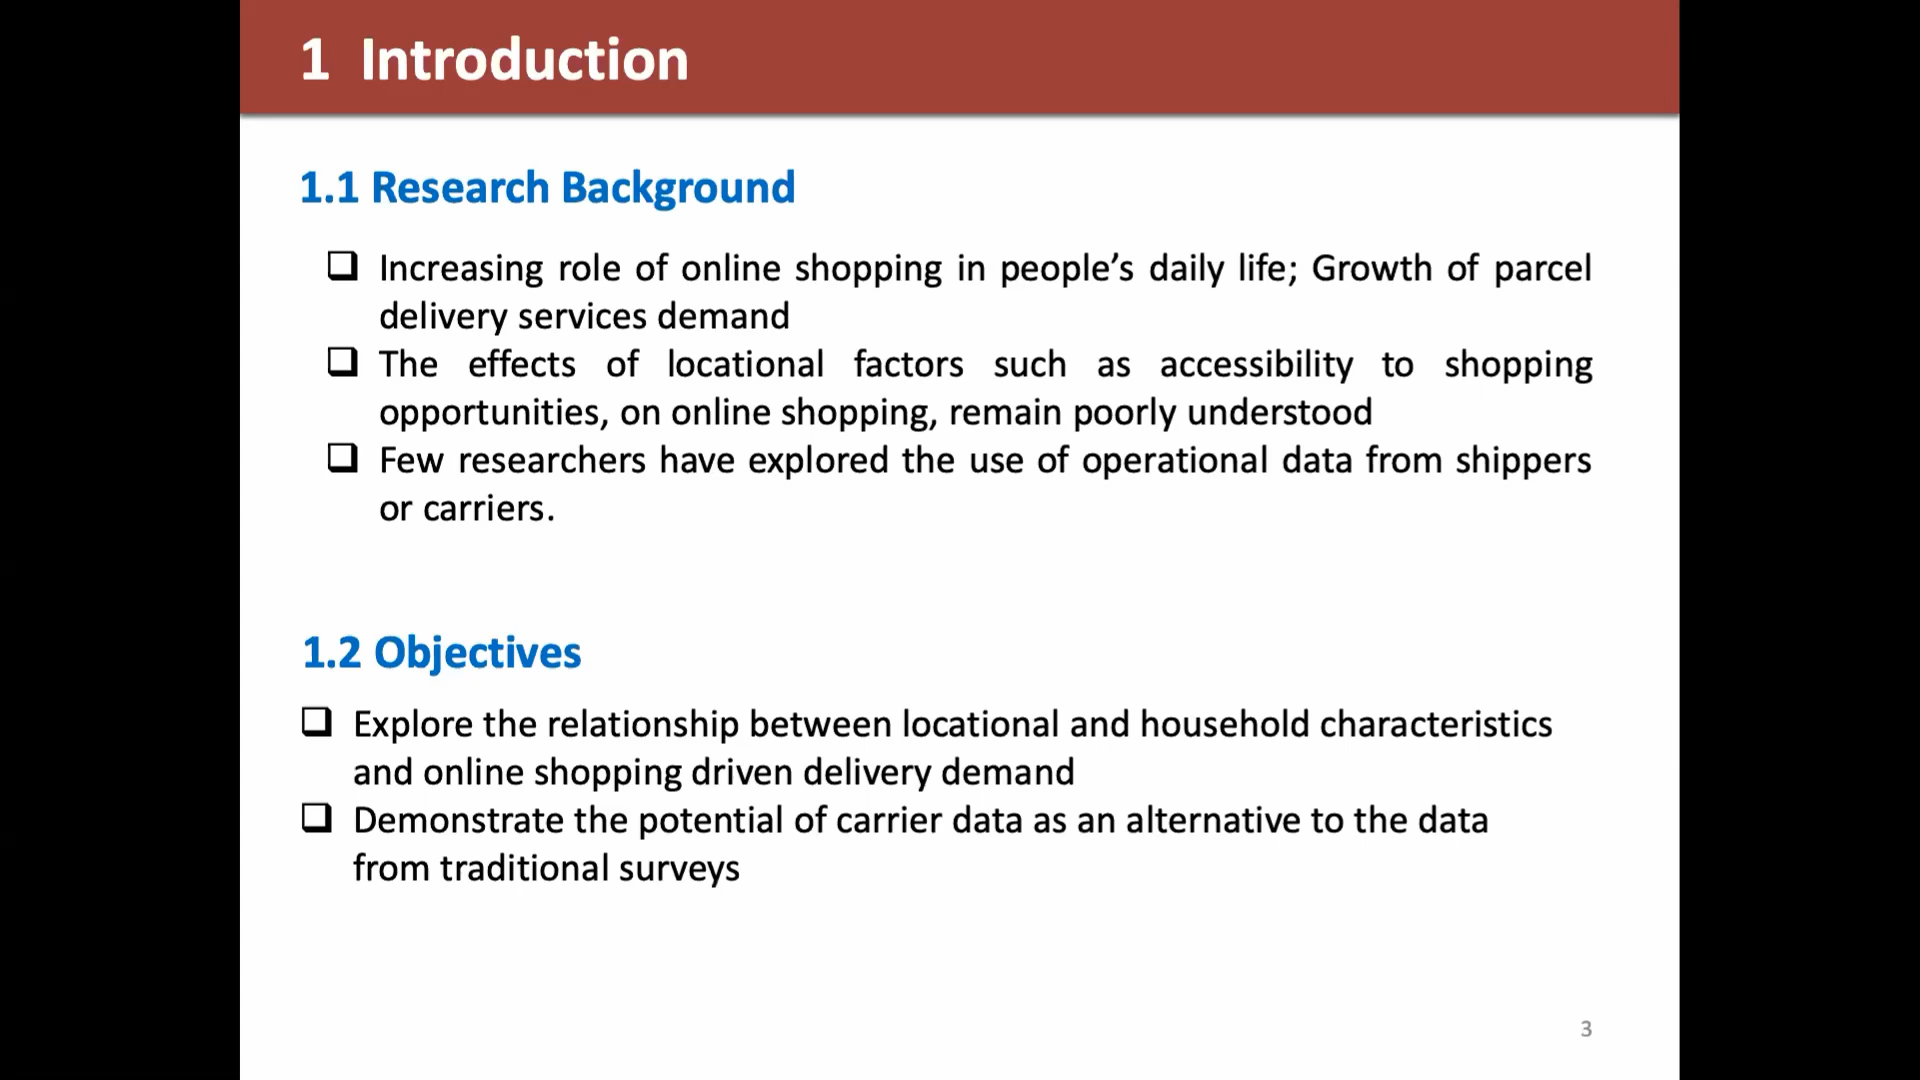 1 Introduction
1.1 Research Background
Increasing role of online shopping in people’s daily life; Growth of parcel
delivery services demand
The effects of locational factors such as accessibility to shopping
opportunities, on online shopping, remain poorly understood
Few researchers have explored the use of operational data from shippers
or carriers.
1.2 Objectives
Explore the relationship between locational and household characteristics
and online shopping driven delivery demand
Demonstrate the potential of carrier data as an alternative to the data
from traditional surveys
3